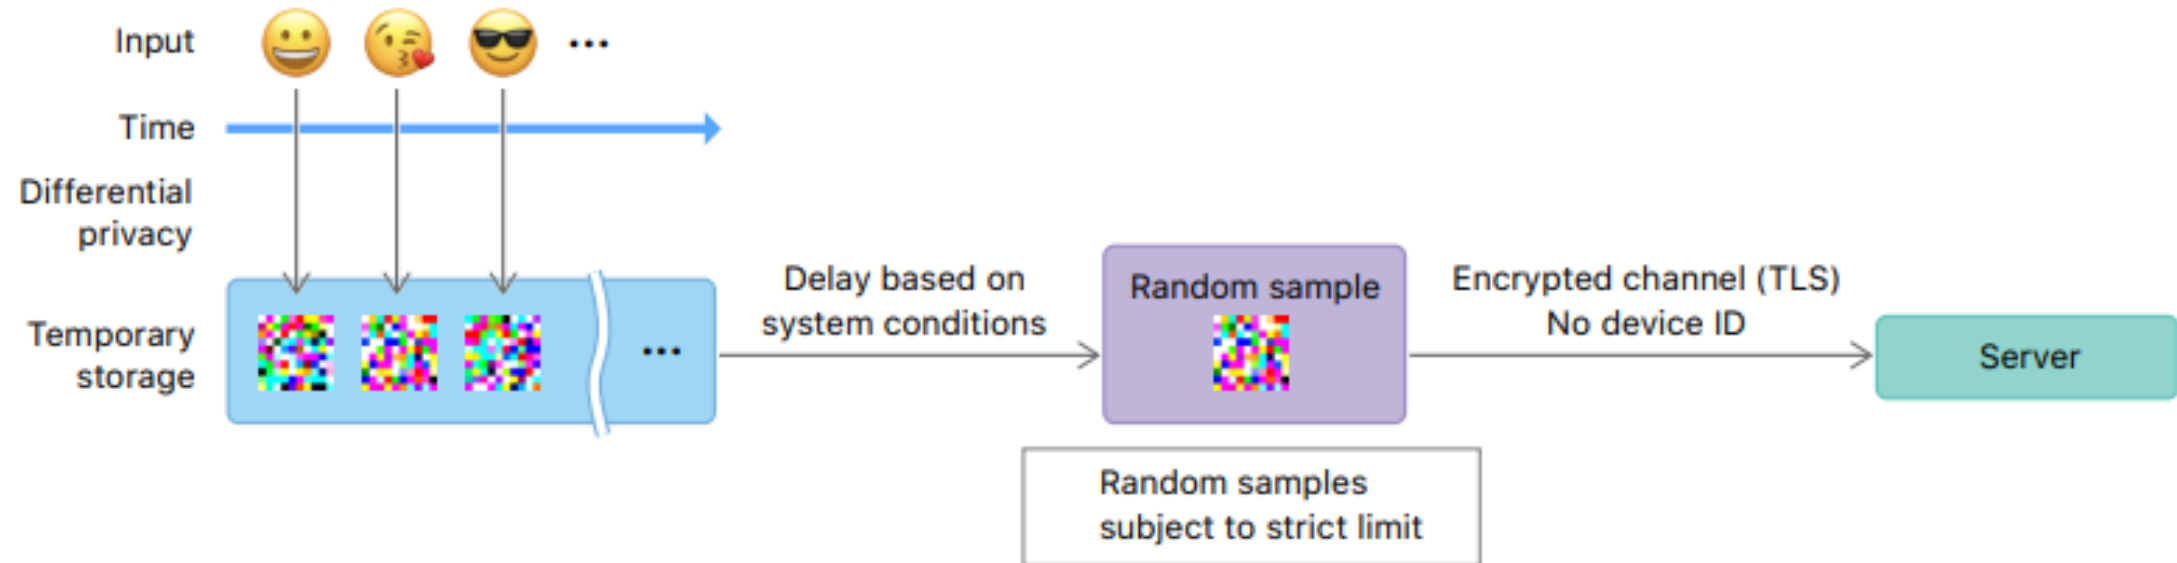 Input
Time
Differential
privacy
Temporary
storage
Delay based on
system conditions
Random sample
Encrypted channel (TLS)
No device ID
Server
Random samples
subject to strict limit